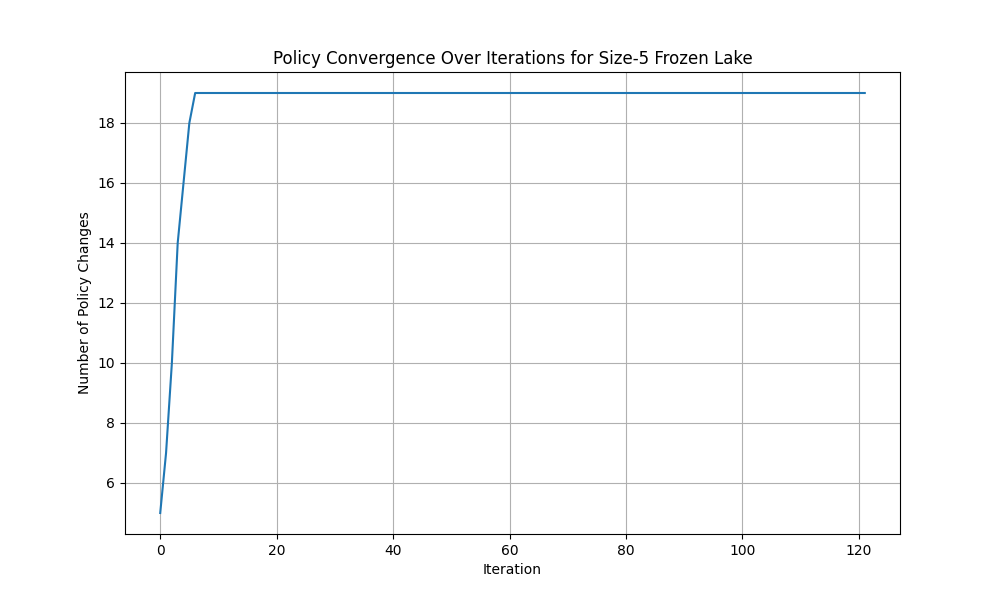 Policy Convergence Over Iterations for Size-5 Frozen Lake
Number of Policy Changes
18
16
14
12
10
8
6
0 20 40 60 80 100 120
Iteration